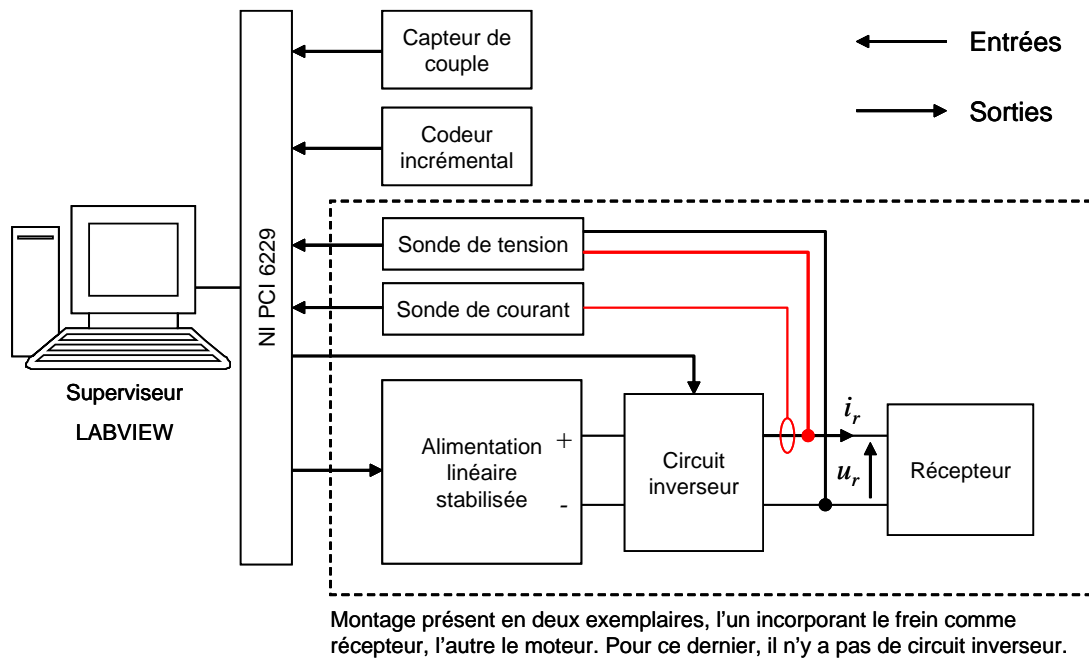 Capteur de
couple
Entrées
Sorties
Codeur
incrémental
NI PCI 6229
Sonde de tension
Sonde de courant
Superviseur
LABVIEW
Alimentation
linéaire
stabilisée
+
-
Circuit
inverseur
i_r
u_r
Récepteur
Montage présent en deux exemplaires, l'un incorporant le frein comme
récepteur, l'autre le moteur. Pour ce dernier, il n'y a pas de circuit inverseur.